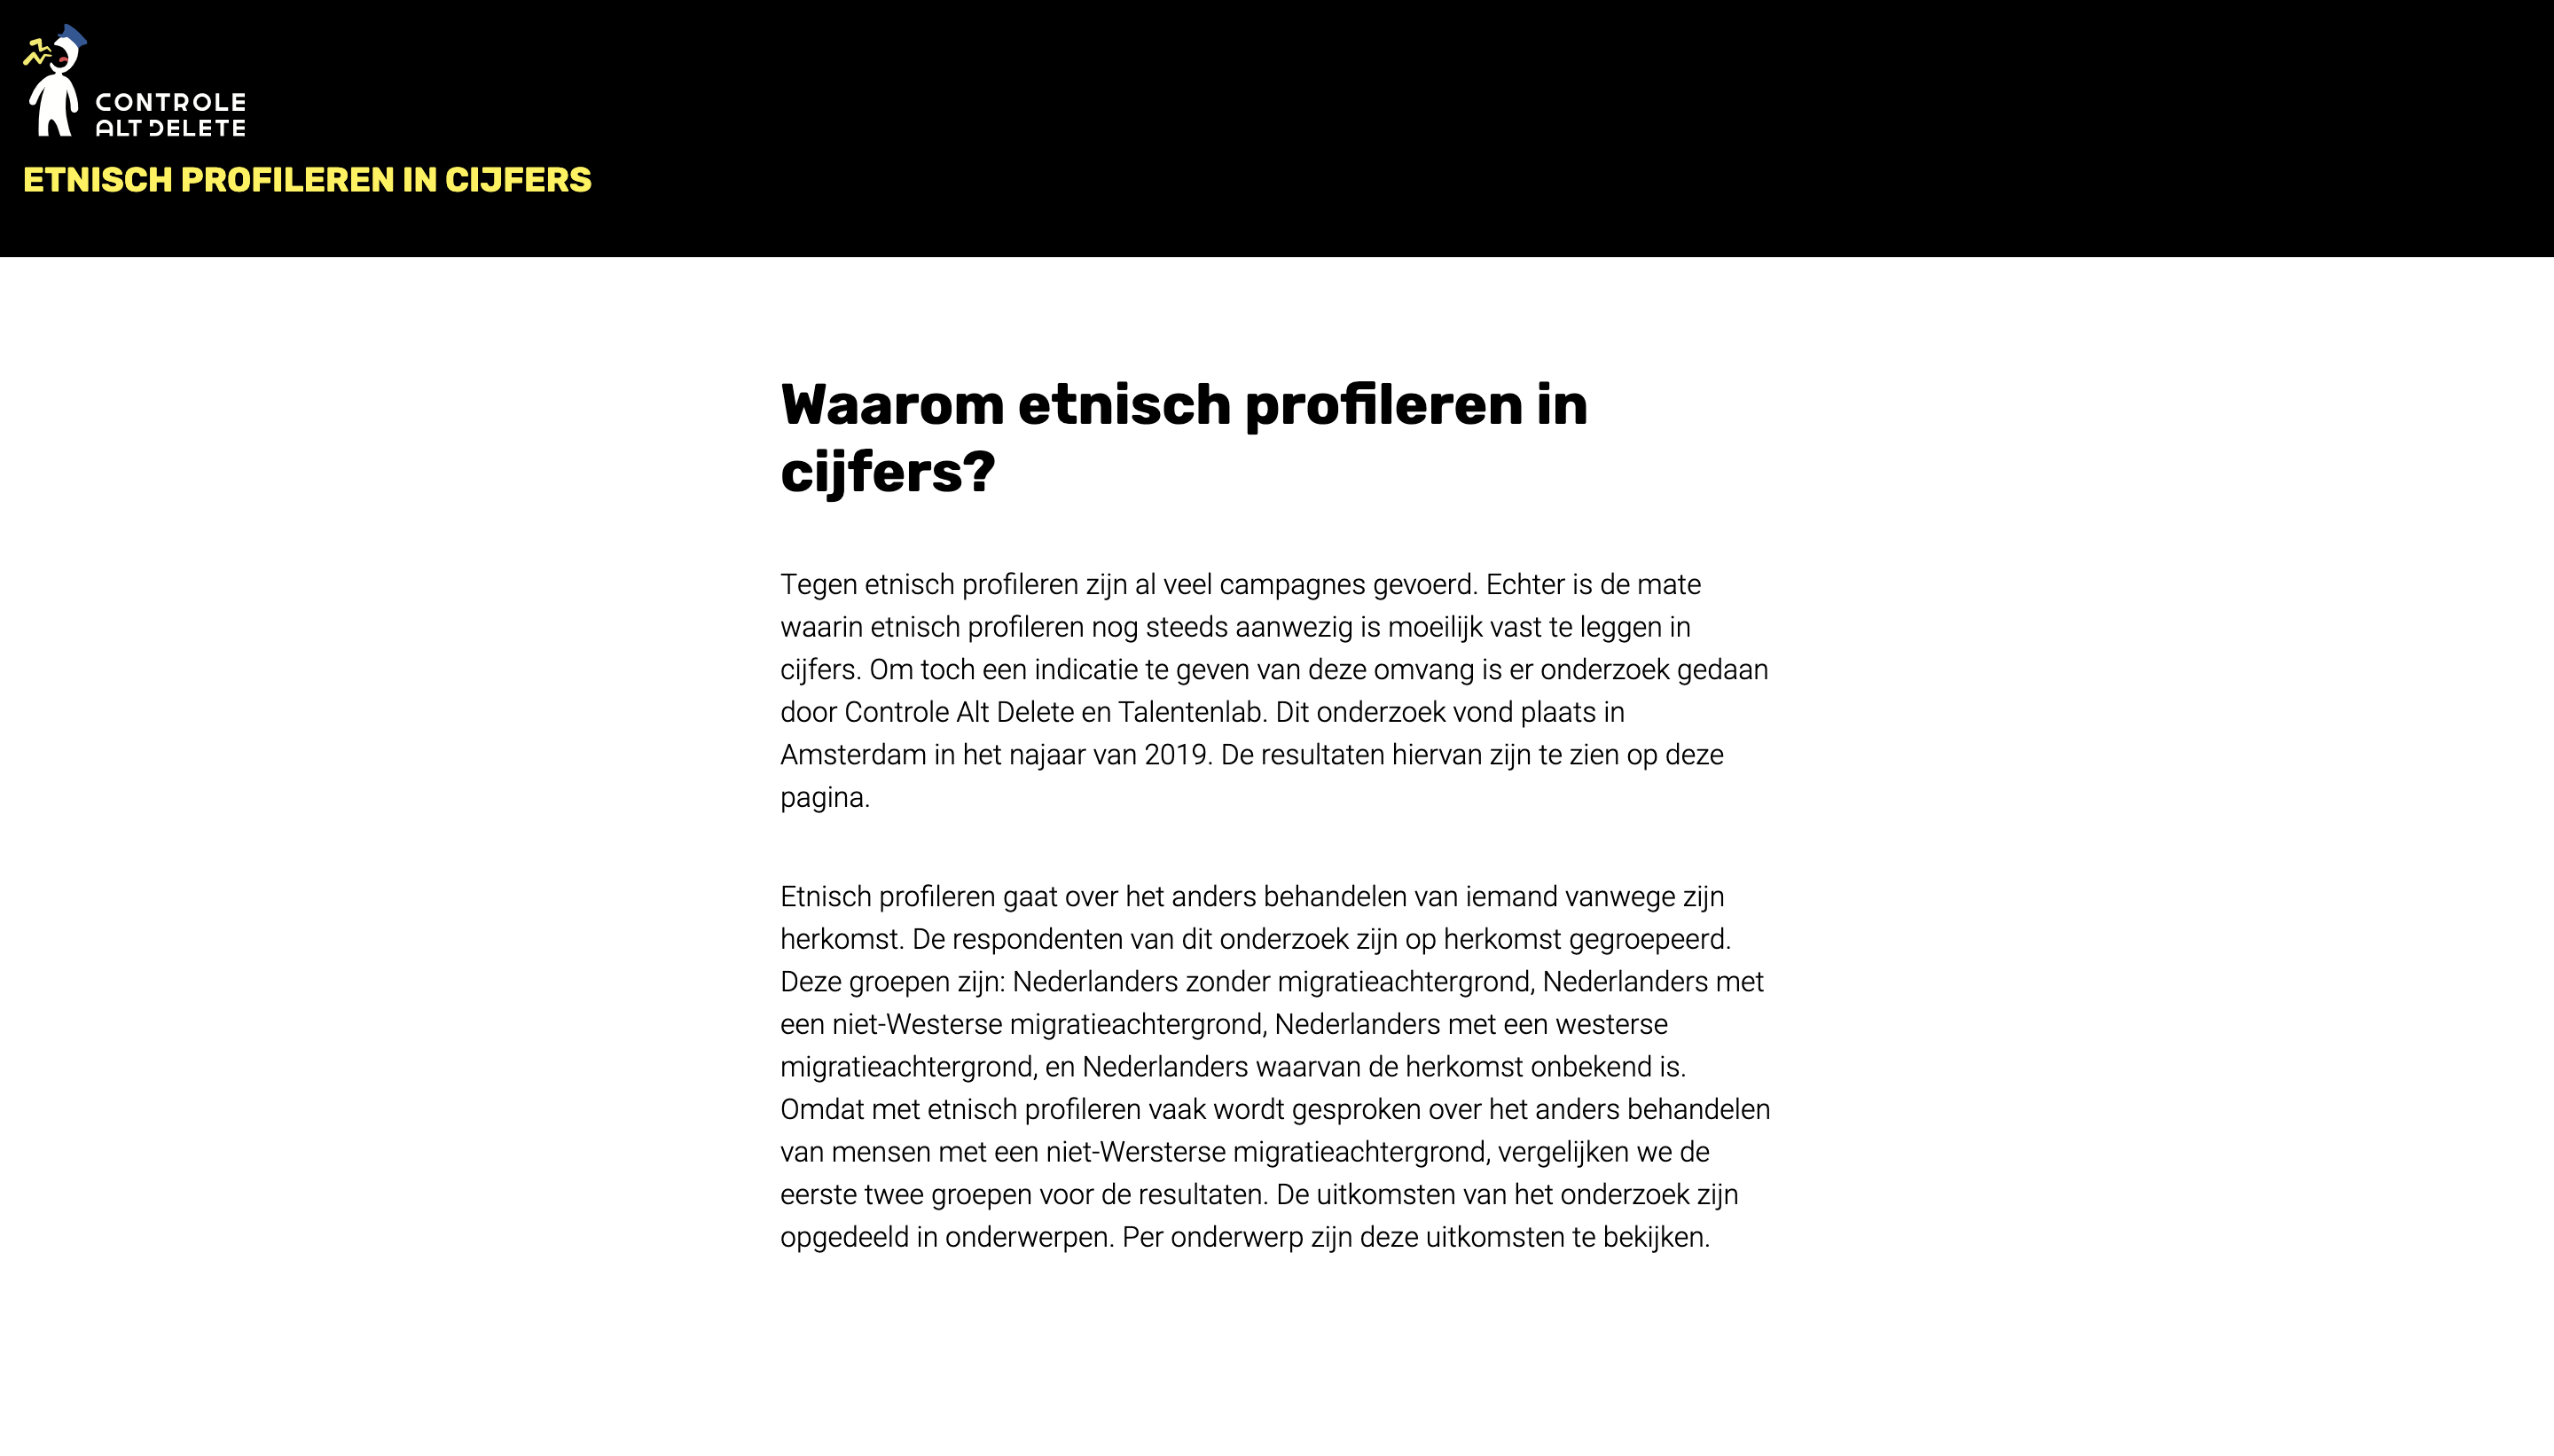 CONTROLE
ALT DELETE
ETNISCH PROFILEREN IN CIJFERS
Waarom etnisch profileren in
cijfers?
Tegen etnisch profileren zijn al veel campagnes gevoerd. Echter is de mate
waarin etnisch profileren nog steeds aanwezig is moeilijk vast te leggen in
cijfers. Om toch een indicatie te geven van deze omvang is er onderzoek gedaan
door Controle Alt Delete en Talentenlab. Dit onderzoek vond plaats in
Amsterdam in het najaar van 2019. De resultaten hiervan zijn te zien op deze
pagina.
Etnisch profileren gaat over het anders behandelen van iemand vanwege zijn
herkomst. De respondenten van dit onderzoek zijn op herkomst gegroepeerd.
Deze groepen zijn: Nederlanders zonder migratieachtergrond, Nederlanders met
een niet-Westerse migratieachtergrond, Nederlanders met een westerse
migratieachtergrond, en Nederlanders waarvan de herkomst onbekend is.
Omdat met etnisch profileren vaak wordt gesproken over het anders behandelen
van mensen met een niet-Wersterse migratieachtergrond, vergelijken we de
eerste twee groepen voor de resultaten. De uitkomsten van het onderzoek zijn
opgedeeld in onderwerpen. Per onderwerp zijn deze uitkomsten te bekijken.